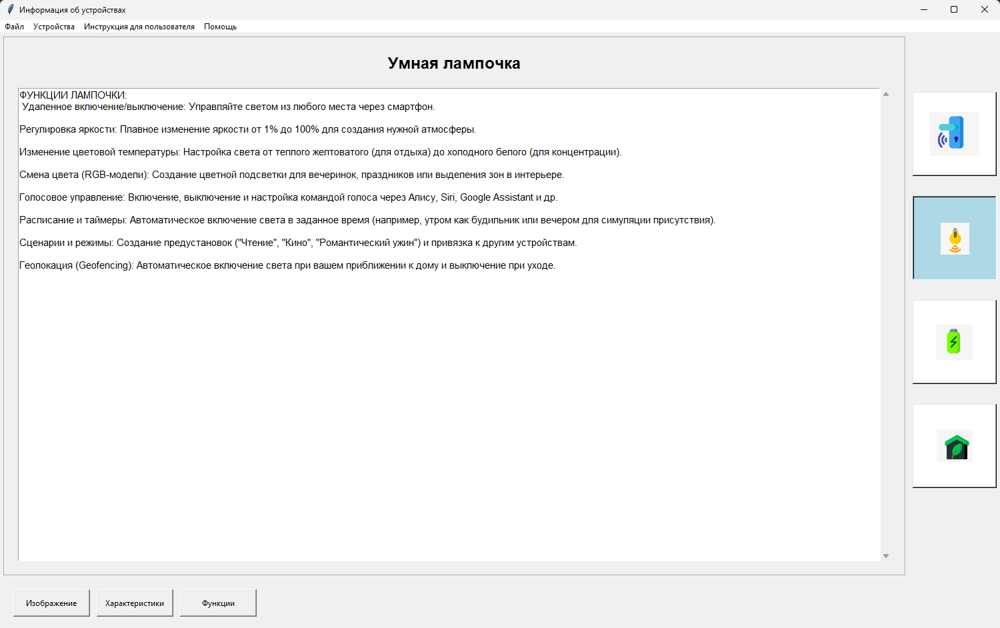 Информация об устройствах
Файл Устройства Инструкция для пользователя Помощь
Умная лампочка
ФУНКЦИИ ЛАМПОЧКИ:
Удаленное включение/выключение: Управляйте светом из любого места через смартфон.
Регулировка яркости: Плавное изменение яркости от 1% до 100% для создания нужной атмосферы.
Изменение цветовой температуры: Настройка света от теплого желтоватого (для отдыха) до холодного белого (для концентрации).
Смена цвета (RGB-модели): Создание цветной подсветки для вечеринок, праздников или выделения зон в интерьере.
Голосовое управление: Включение, выключение и настройка командой голоса через Алису, Siri, Google Assistant и др.
Расписание и таймеры: Автоматическое включение света в заданное время (например, утром как будильник или вечером для симуляции присутствия).
Сценарии и режимы: Создание предустановок ("Чтение", "Кино", "Романтический ужин") и привязка к другим устройствам.
Геолокация (Geofencing): Автоматическое включение света при вашем приближении к дому и выключение при уходе.
Изображение Характеристики Функции